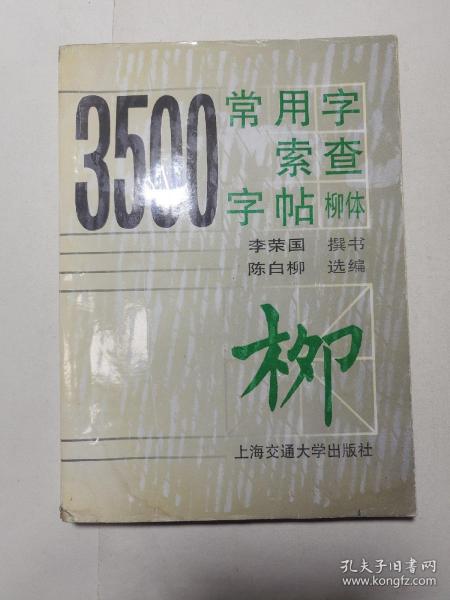 3500
常用字
索查
字帖柳体
李荣国 撰书
陈白柳 选编
柳
上海交通大学出版社
孔夫子旧书网
www.kongfz.com